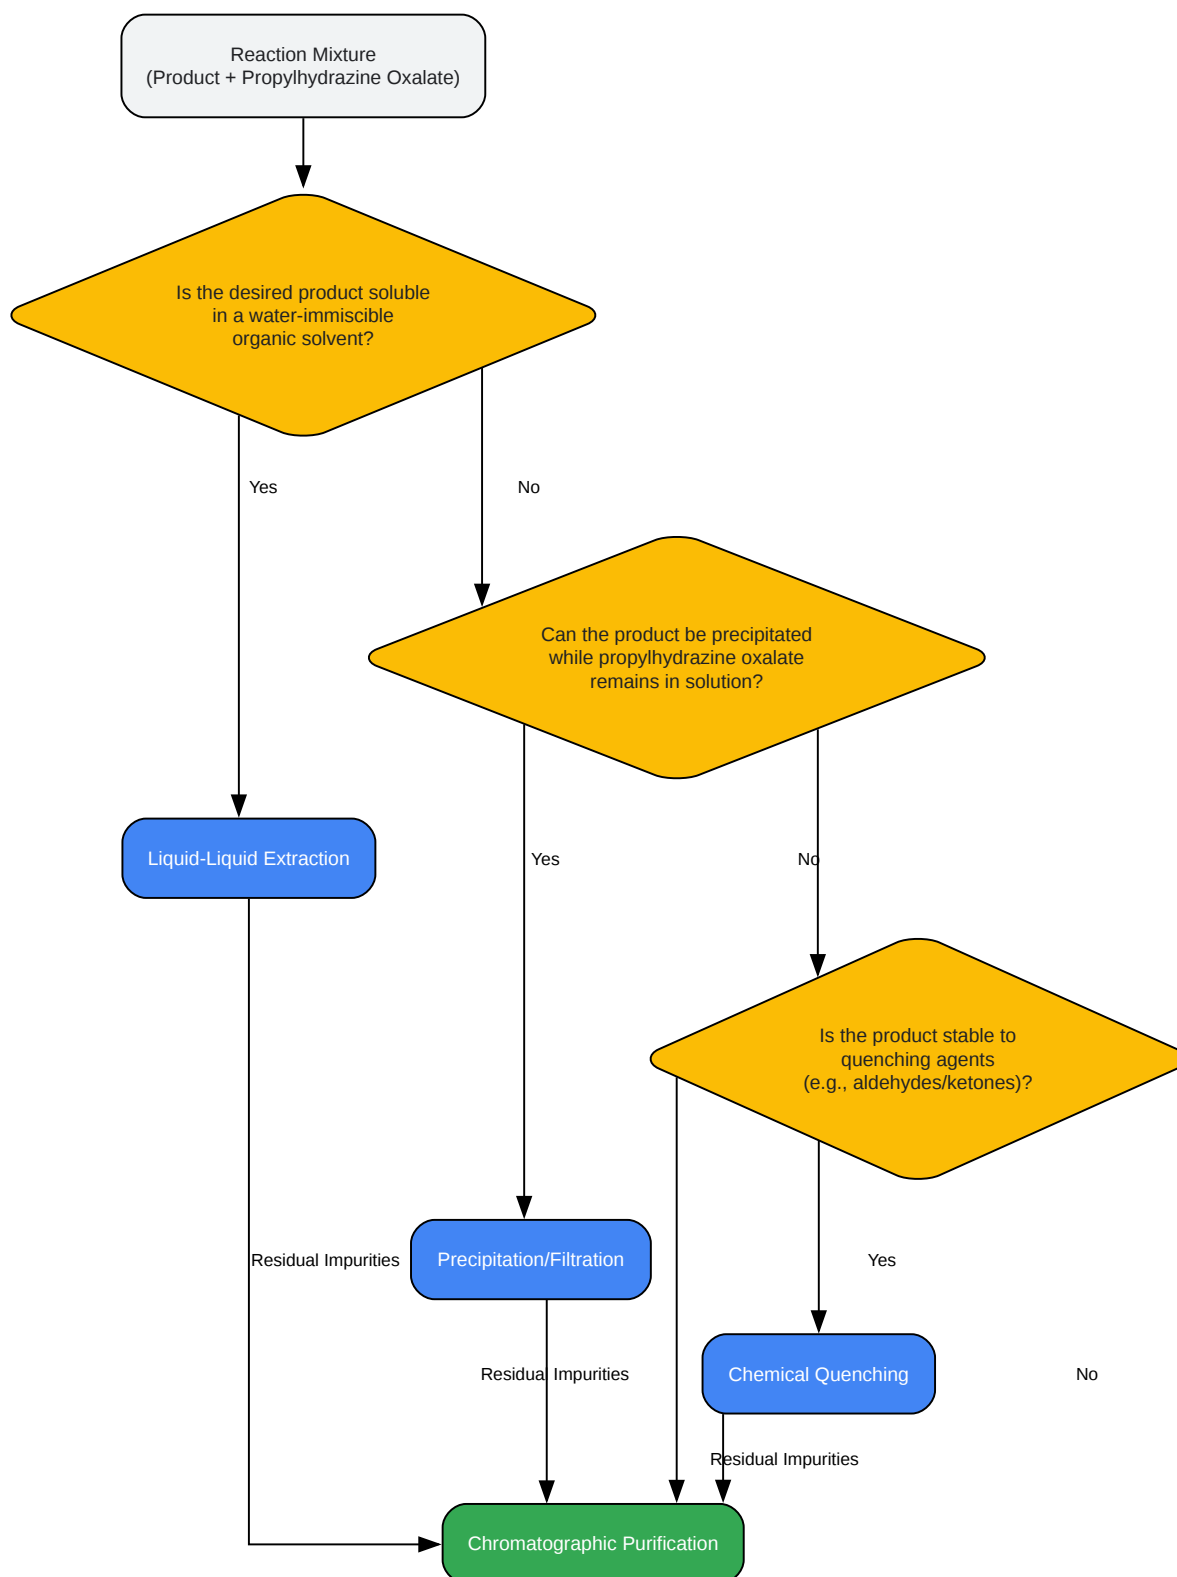 Reaction Mixture
(Product + Propylhydrazine Oxalate)
Is the desired product soluble
in a water-immiscible
organic solvent?
Yes
No
Can the product be precipitated
while propylhydrazine oxalate
remains in solution?
Liquid-Liquid Extraction
Yes
No
Is the product stable to
quenching agents
(e.g., aldehydes/ketones)?
Residual Impurities
Precipitation/Filtration
Yes
Residual Impurities
Chemical Quenching
No
Residual Impurities
Chromatographic Purification